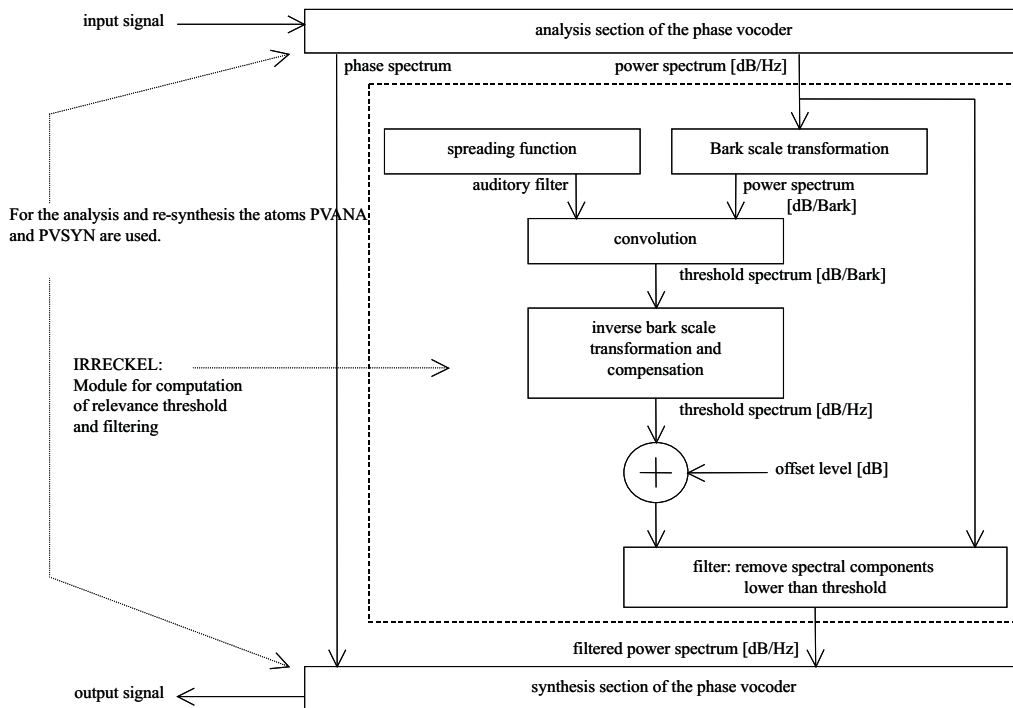 input signal
analysis section of the phase vocoder
phase spectrum
power spectrum [dB/Hz]
spreading function
Bark scale transformation
auditory filter
power spectrum
[dB/Bark]
For the analysis and re-synthesis the atoms PVANA
and PVSYN are used.
convolution
threshold spectrum [dB/Bark]
inverse bark scale
transformation and
compensation
IRRECKEL:
Module for computation
of relevance threshold
and filtering
threshold spectrum [dB/Hz]
offset level [dB]
filter: remove spectral components
lower than threshold
filtered power spectrum [dB/Hz]
synthesis section of the phase vocoder
output signal